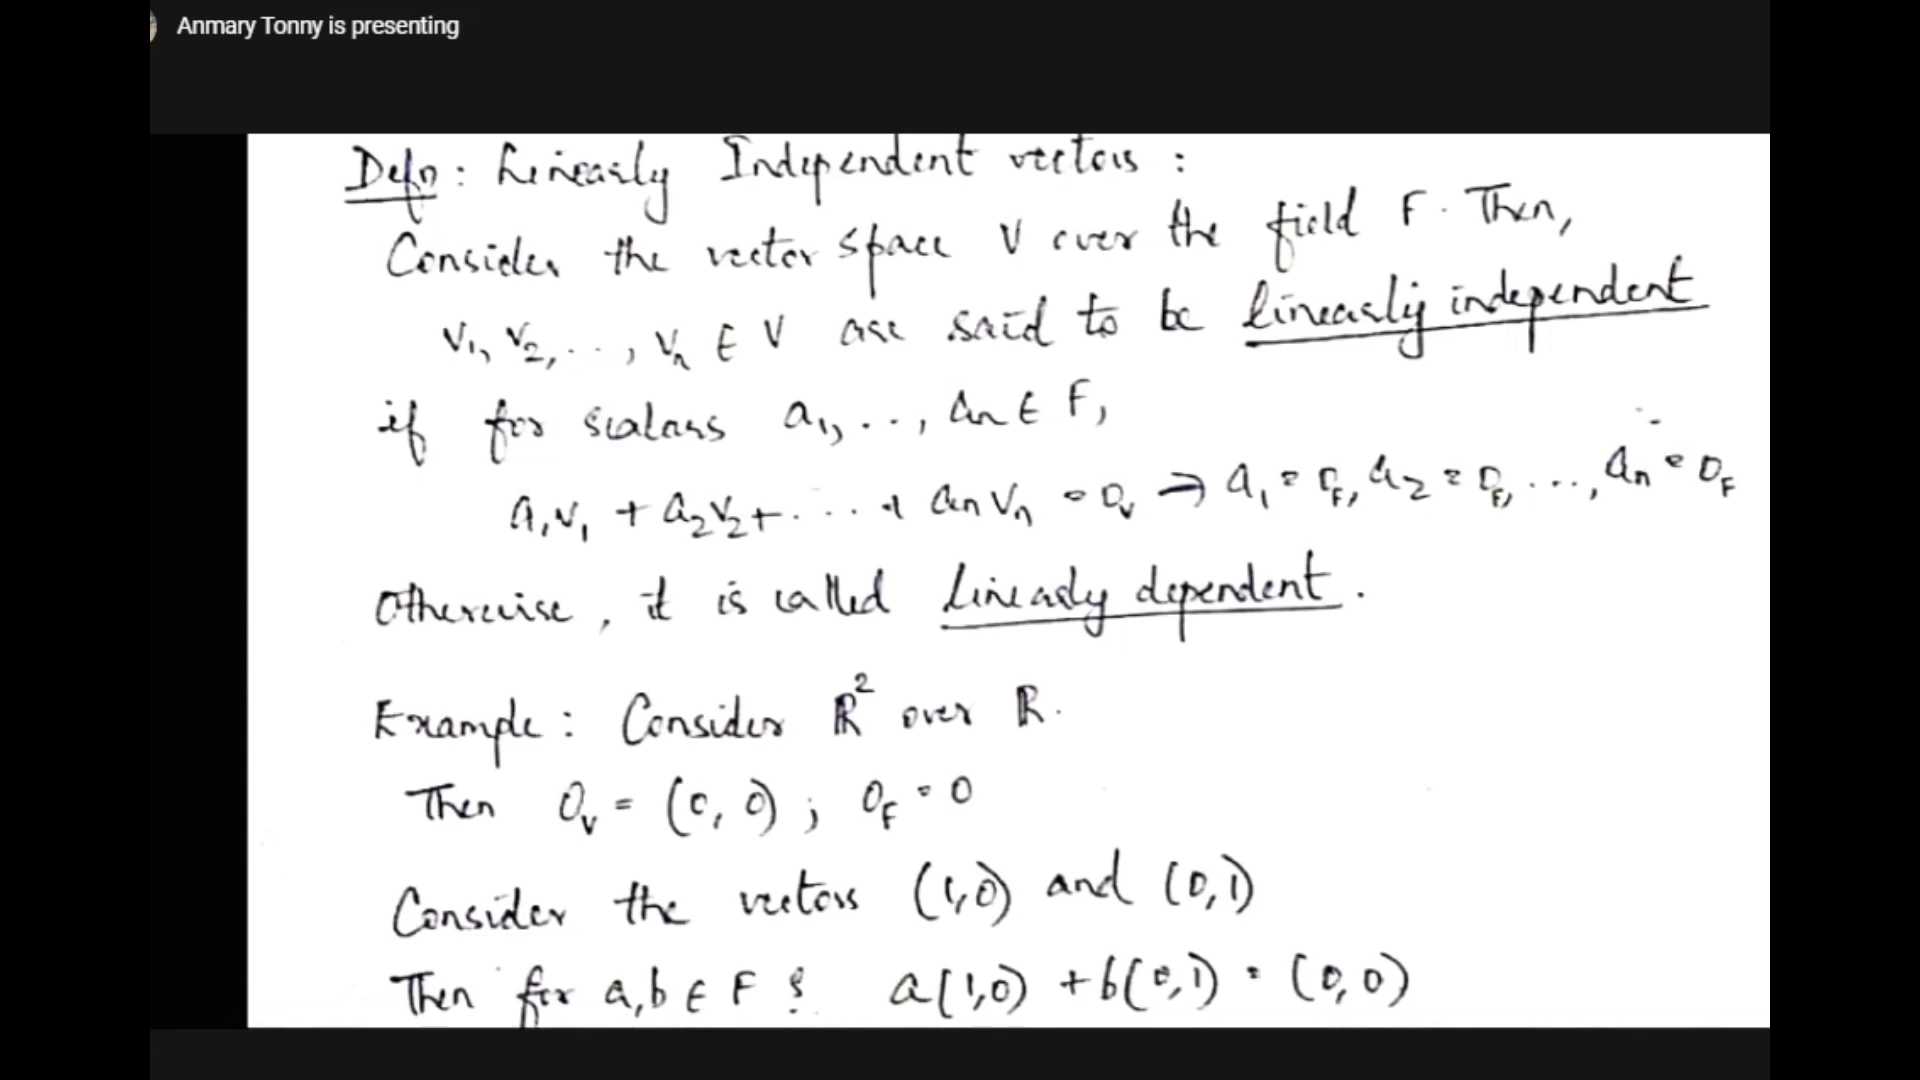 Anmary Tonny is presenting
Defn: Linearly Independent vectors :
Consider the vector space V over the field F. Then,
v₁, v₂, . . , vₙ ∈ V are said to be linearly independent
if for scalars a₁, . . , aₙ ∈ F,
a₁v₁ + a₂v₂ + . . . . + aₙvₙ = 0ᵥ ⇒ a₁ = 0_F, a₂ = 0_F, . . . , aₙ = 0_F
Otherwise, it is called linearly dependent.
Example : Consider ℝ² over ℝ.
Then 0ᵥ = (0, 0) ; 0_F = 0
Consider the vectors (1,0) and (0,1)
Then for a,b ∈ F ; a(1,0) + b(0,1) = (0,0)